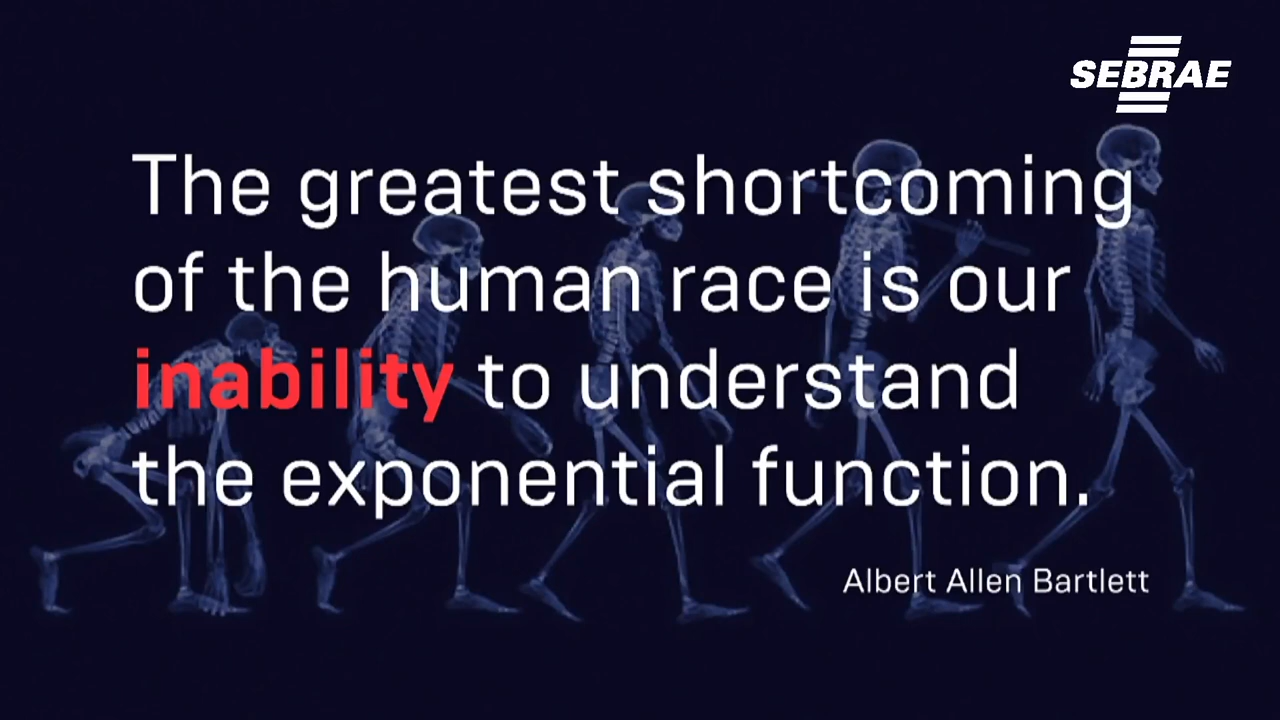 SEBRAE
The greatest shortcoming
of the human race is our
inability to understand
the exponential function.
Albert Allen Bartlett